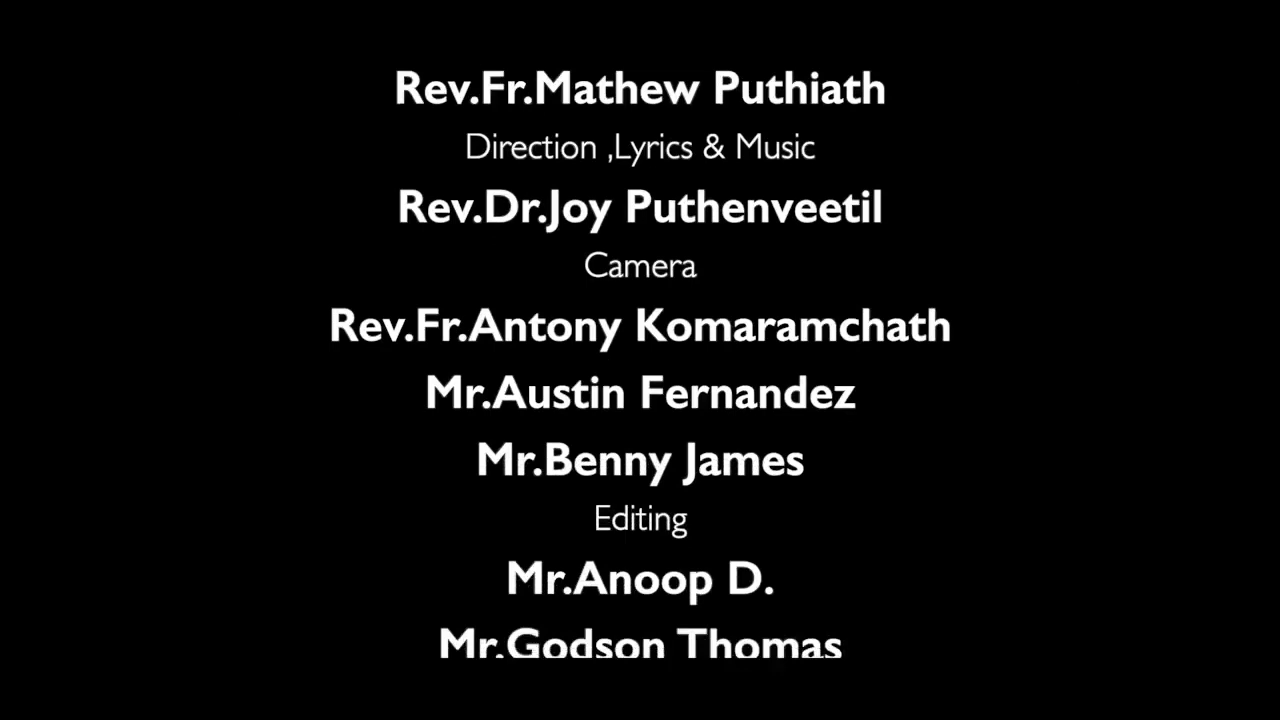 Rev.Fr.Mathew Puthiath
Direction ,Lyrics & Music
Rev.Dr.Joy Puthenveetil
Camera
Rev.Fr.Antony Komaramchath
Mr.Austin Fernandez
Mr.Benny James
Editing
Mr.Anoop D.
Mr.Godson Thomas